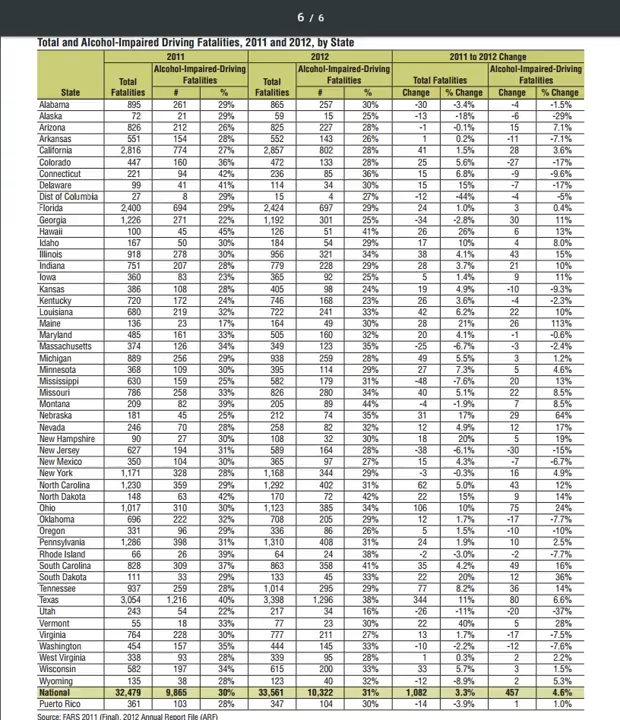 6 / 6
Total and Alcohol-Impaired Driving Fatalities, 2011 and 2012, by State
2011 2012 2011 to 2012 Change
Alcohol-Impaired-Driving Alcohol-Impaired-Driving Alcohol-Impaired-Driving
Total Fatalities Total Fatalities Total Fatalities Fatalities
State Fatalities # % Fatalities # % Change % Change Change % Change
Alabama 895 261 29% 865 257 30% -30 -3.4% -4 -1.5%
Alaska 72 21 29% 59 15 25% -13 -18% -6 -29%
Arizona 826 212 26% 825 227 28% -1 -0.1% 15 7.1%
Arkansas 551 154 28% 552 143 26% 1 0.2% -11 -7.1%
California 2,816 774 27% 2,857 802 28% 41 1.5% 28 3.6%
Colorado 447 160 36% 472 133 28% 25 5.6% -27 -17%
Connecticut 221 94 42% 236 85 36% 15 6.8% -9 -9.6%
Delaware 99 41 41% 114 34 30% 15 15% -7 -17%
Dist of Columbia 27 8 29% 15 4 27% -12 -44% -4 -5%
Florida 2,400 694 29% 2,424 697 29% 24 1.0% 3 0.4%
Georgia 1,226 271 22% 1,192 301 25% -34 -2.8% 30 11%
Hawaii 100 45 45% 126 51 41% 26 26% 6 13%
Idaho 167 50 30% 184 54 29% 17 10% 4 8.0%
Illinois 918 278 30% 956 321 34% 38 4.1% 43 15%
Indiana 751 207 28% 779 228 29% 28 3.7% 21 10%
Iowa 360 83 23% 365 92 25% 5 1.4% 9 11%
Kansas 386 108 28% 405 98 24% 19 4.9% -10 -9.3%
Kentucky 720 172 24% 746 168 23% 26 3.6% -4 -2.3%
Louisiana 680 219 32% 722 241 33% 42 6.2% 22 10%
Maine 136 23 17% 164 49 30% 28 21% 26 113%
Maryland 485 161 33% 505 160 32% 20 4.1% -1 -0.6%
Massachusetts 374 126 34% 349 123 35% -25 -6.7% -3 -2.4%
Michigan 889 256 29% 938 259 28% 49 5.5% 3 1.2%
Minnesota 368 109 30% 395 114 29% 27 7.3% 5 4.6%
Mississippi 630 159 25% 582 179 31% -48 -7.6% 20 13%
Missouri 786 258 33% 826 280 34% 40 5.1% 22 8.5%
Montana 209 82 39% 205 89 44% -4 -1.9% 7 8.5%
Nebraska 181 45 25% 212 74 35% 31 17% 29 64%
Nevada 246 70 28% 258 82 32% 12 4.9% 12 17%
New Hampshire 90 27 30% 108 32 30% 18 20% 5 19%
New Jersey 627 194 31% 589 164 28% -38 -6.1% -30 -15%
New Mexico 350 104 30% 365 97 27% 15 4.3% -7 -6.7%
New York 1,171 328 28% 1,168 344 29% -3 -0.3% 16 4.9%
North Carolina 1,230 359 29% 1,292 402 31% 62 5.0% 43 12%
North Dakota 148 63 42% 170 72 42% 22 15% 9 14%
Ohio 1,017 310 30% 1,123 385 34% 106 10% 75 24%
Oklahoma 696 222 32% 708 205 29% 12 1.7% -17 -7.7%
Oregon 331 96 29% 336 86 26% 5 1.5% -10 -10%
Pennsylvania 1,286 398 31% 1,310 408 31% 24 1.9% 10 2.5%
Rhode Island 66 26 39% 64 24 38% -2 -3.0% -2 -7.7%
South Carolina 828 309 37% 863 358 41% 35 4.2% 49 16%
South Dakota 111 33 29% 133 45 33% 22 20% 12 36%
Tennessee 937 259 28% 1,014 295 29% 77 8.2% 36 14%
Texas 3,054 1,216 40% 3,398 1,296 38% 344 11% 80 6.6%
Utah 243 54 22% 217 34 16% -26 -11% -20 -37%
Vermont 55 18 33% 77 23 30% 22 40% 5 28%
Virginia 764 228 30% 777 211 27% 13 1.7% -17 -7.5%
Washington 454 157 35% 444 145 33% -10 -2.2% -12 -7.6%
West Virginia 338 93 28% 339 95 28% 1 0.3% 2 2.2%
Wisconsin 582 197 34% 615 200 33% 33 5.7% 3 1.5%
Wyoming 135 38 28% 123 40 32% -12 -8.9% 2 5.3%
National 32,479 9,865 30% 33,561 10,322 31% 1,082 3.3% 457 4.6%
Puerto Rico 361 103 28% 347 104 30% -14 -3.9% 1 1.0%
Source: FARS 2011 (Final), 2012 Annual Report File (ARF)